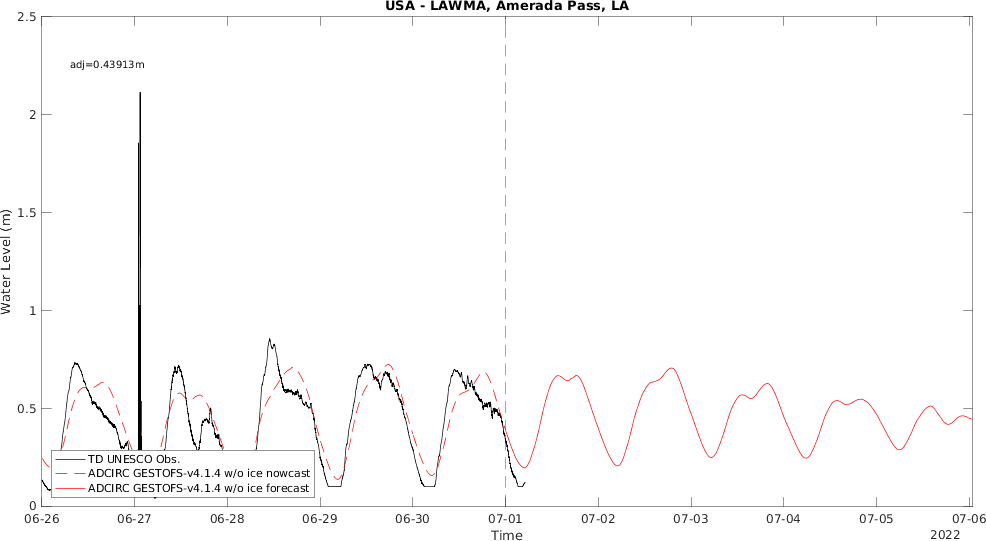 USA - LAWMA, Amerada Pass, LA
adj=0.43913m
Water Level (m)
2.5
2
1.5
1
0.5
0
TD UNESCO Obs.
ADCIRC GESTOFS-v4.1.4 w/o ice nowcast
ADCIRC GESTOFS-v4.1.4 w/o ice forecast
06-26 06-27 06-28 06-29 06-30 07-01 07-02 07-03 07-04 07-05 07-06
Time
2022